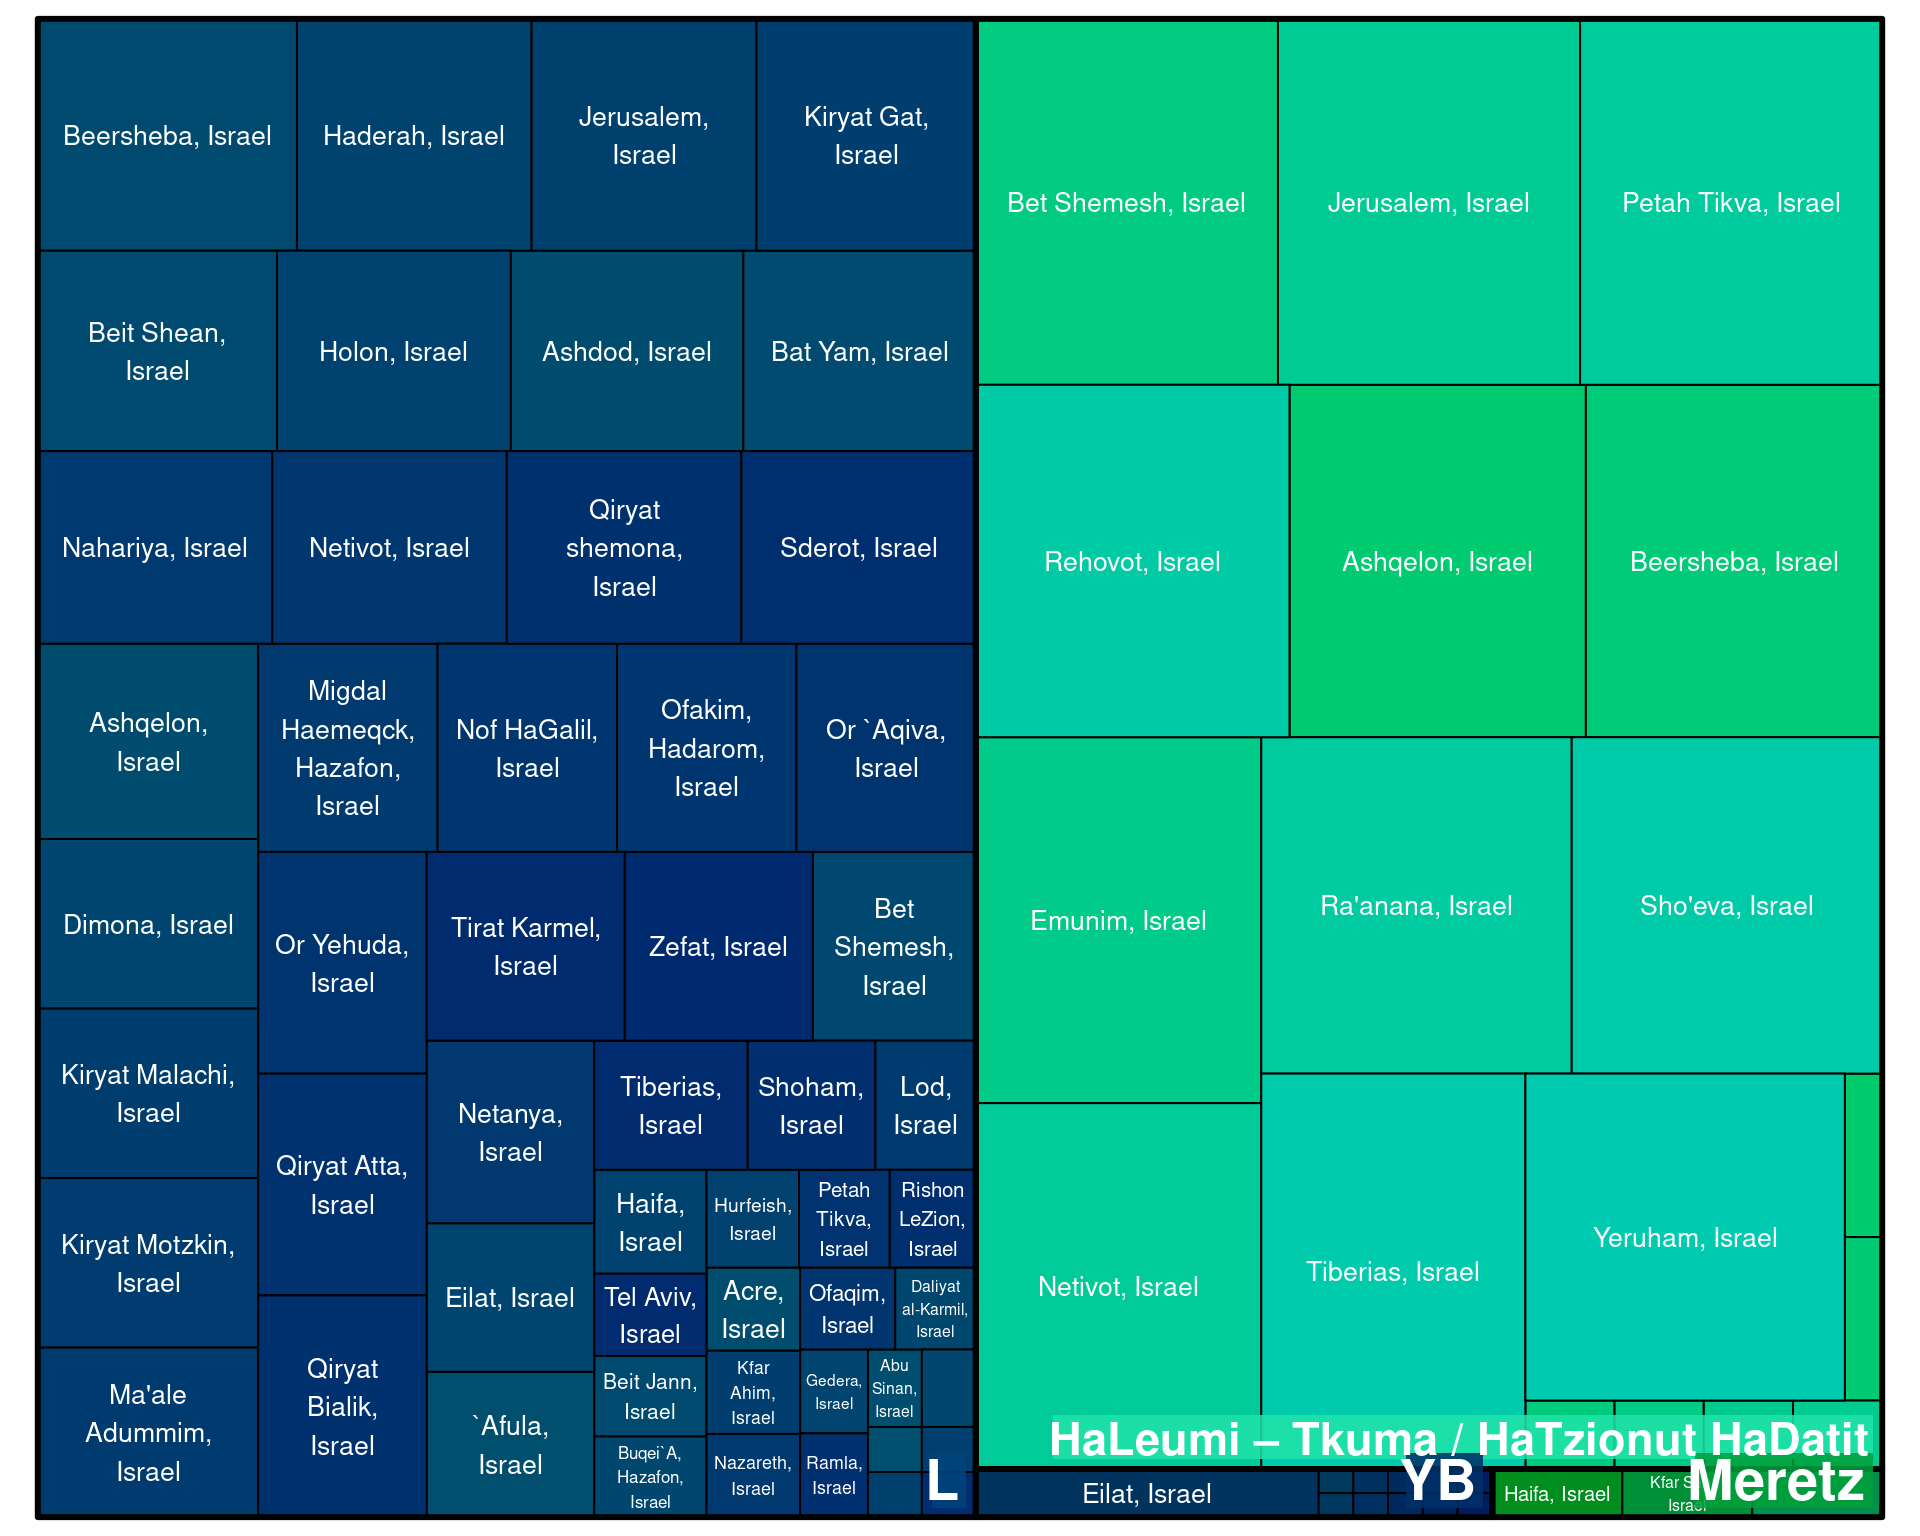 Beersheba, Israel
Haderah, Israel
Jerusalem,
Israel
Kiryat Gat,
Israel
Beit Shean,
Israel
Holon, Israel
Ashdod, Israel
Bat Yam, Israel
Nahariya, Israel
Netivot, Israel
Qiryat
shemona,
Israel
Sderot, Israel
Ashqelon,
Israel
Migdal
Haemeqck,
Hazafon,
Israel
Nof HaGalil,
Israel
Ofakim,
Hadarom,
Israel
Or `Aqiva,
Israel
Dimona, Israel
Or Yehuda,
Israel
Tirat Karmel,
Israel
Zefat, Israel
Bet
Shemesh,
Israel
Kiryat Malachi,
Israel
Qiryat Atta,
Israel
Netanya,
Israel
Tiberias,
Israel
Shoham,
Israel
Lod,
Israel
Kiryat Motzkin,
Israel
Eilat, Israel
Haifa,
Israel
Hurfeish,
Israel
Petah
Tikva,
Israel
Rishon
LeZion,
Israel
Tel Aviv,
Israel
Acre,
Israel
Ofaqim,
Israel
Daliyat
al-Karmil,
Israel
Ma'ale
Adummim,
Israel
Qiryat
Bialik,
Israel
`Afula,
Israel
Beit Jann,
Israel
Kfar
Ahim,
Israel
Gedera,
Israel
Abu
Sinan,
Israel
Buqei`A,
Hazafon,
Israel
Nazareth,
Israel
Ramla,
Israel
L
Bet Shemesh, Israel
Jerusalem, Israel
Petah Tikva, Israel
Rehovot, Israel
Ashqelon, Israel
Beersheba, Israel
Emunim, Israel
Ra'anana, Israel
Sho'eva, Israel
Netivot, Israel
Tiberias, Israel
Yeruham, Israel
HaLeumi – Tkuma / HaTzionut HaDatit
Eilat, Israel
YB
Haifa, Israel
Kfar
Israel
Meretz